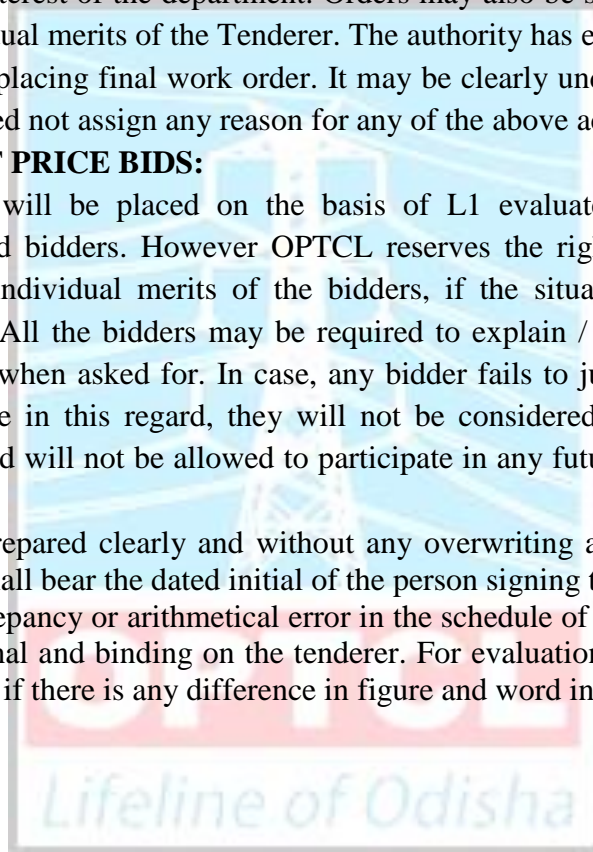 terest of the department. Orders may also be s
ual merits of the Tenderer. The authority has e
placing final work order. It may be clearly un
ed not assign any reason for any of the above a
PRICE BIDS:
will be placed on the basis of L1 evaluate
d bidders. However OPTCL reserves the rig
individual merits of the bidders, if the situa
All the bidders may be required to explain /
when asked for. In case, any bidder fails to ju
e in this regard, they will not be considered
d will not be allowed to participate in any futu
repared clearly and without any overwriting a
all bear the dated initial of the person signing t
epancy or arithmetical error in the schedule of
nal and binding on the tenderer. For evaluation
if there is any difference in figure and word in
OPTCL
Lifeline of Odisha